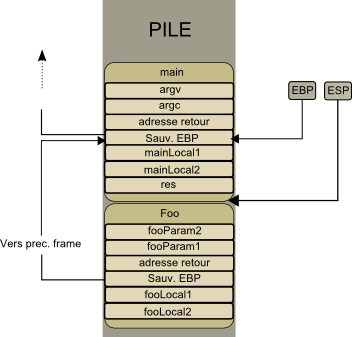 PILE
main
argv
argc
adresse retour
Sauv. EBP
mainLocal1
mainLocal2
res
EBP
ESP
Foo
fooParam2
fooParam1
adresse retour
Sauv. EBP
fooLocal1
fooLocal2
Vers prec. frame